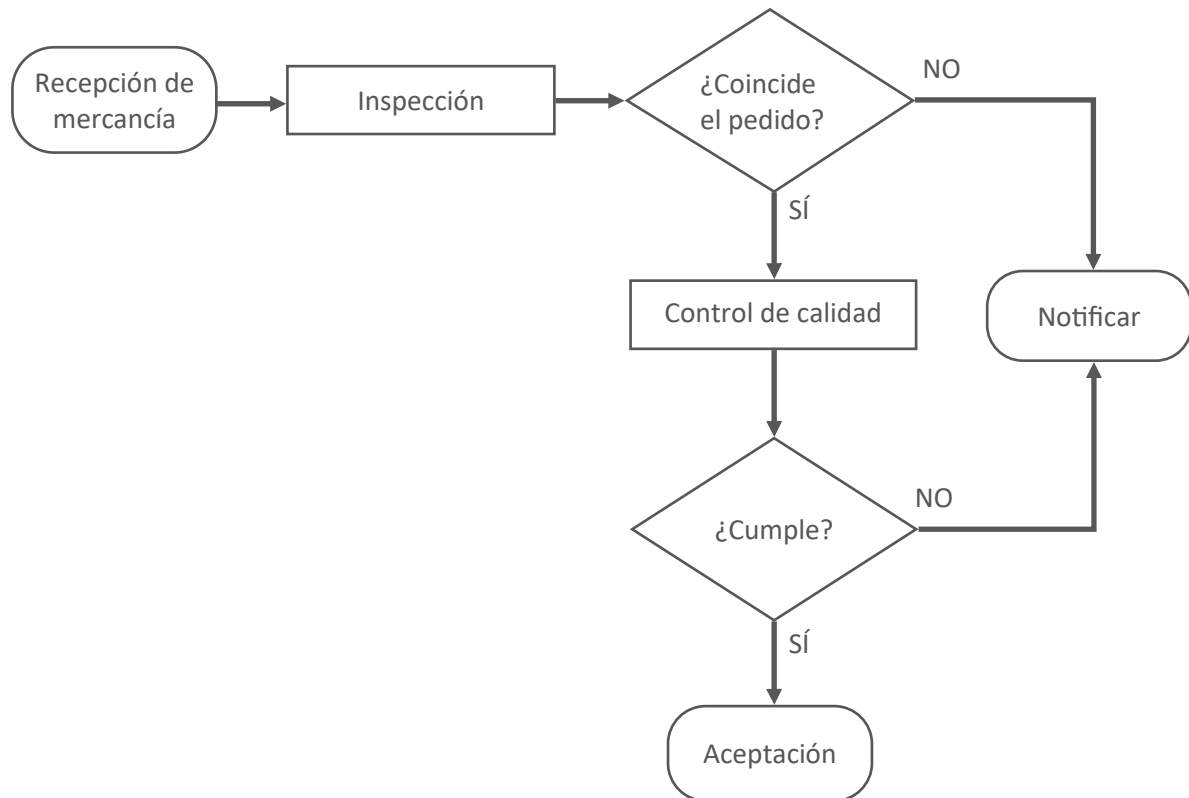 Recepción de
mercancía
Inspección
¿Coincide
el pedido?
NO
SÍ
Control de calidad
Notificar
¿Cumple?
NO
SÍ
Aceptación